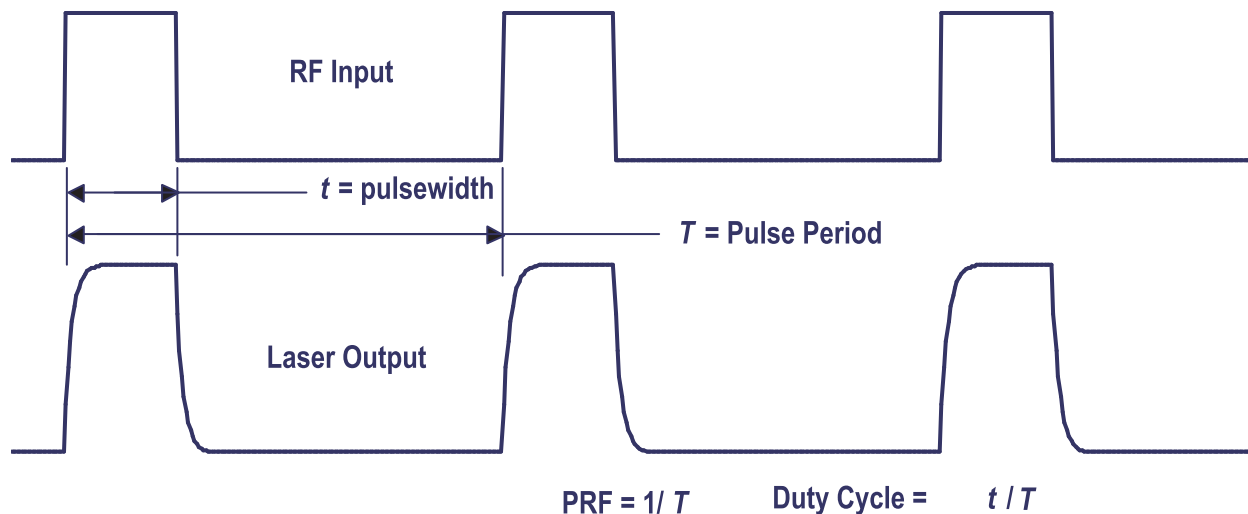 RF Input
t = pulsewidth
T = Pulse Period
Laser Output
PRF = 1/ T
Duty Cycle = t / T